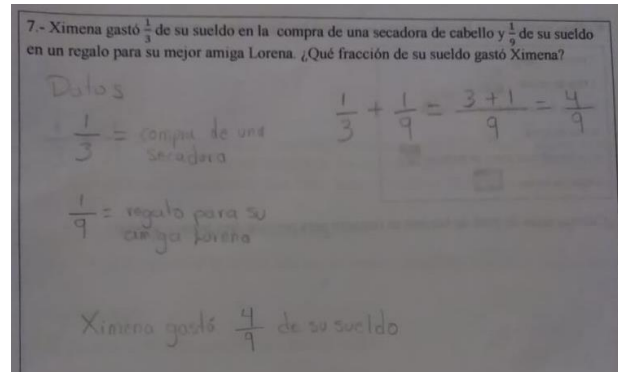 7.- Ximena gastó 1/3 de su sueldo en la compra de una secadora de cabello y 1/9 de su sueldo
en un regalo para su mejor amiga Lorena. ¿Qué fracción de su sueldo gastó Ximena?
Datos
1/3 + 1/9 = 3+1/9 = 4/9
1/3 = compra de una
secadora
1/9 = regalo para su
amiga Lorena
Ximena gastó 4/9 de su sueldo